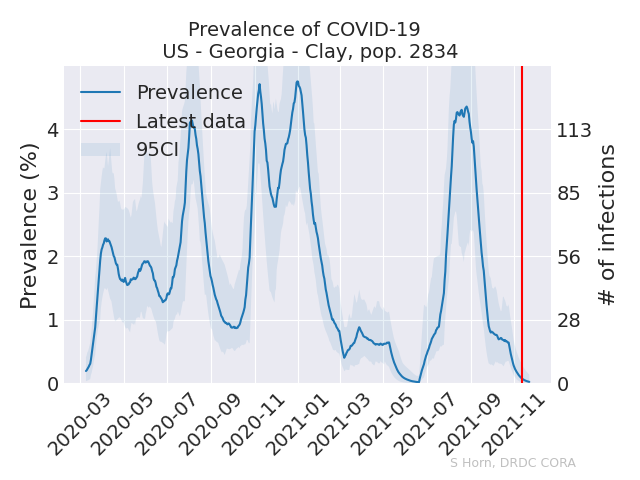 Prevalence of COVID-19
US - Georgia - Clay, pop. 2834
Prevalence
Latest data
95CI
Prevalence (%)
4
3
2
1
0
113
85
56
28
0
# of infections
2020-03
2020-05
2020-07
2020-09
2020-11
2021-01
2021-03
2021-05
2021-07
2021-09
2021-11
S Horn, DRDC CORA